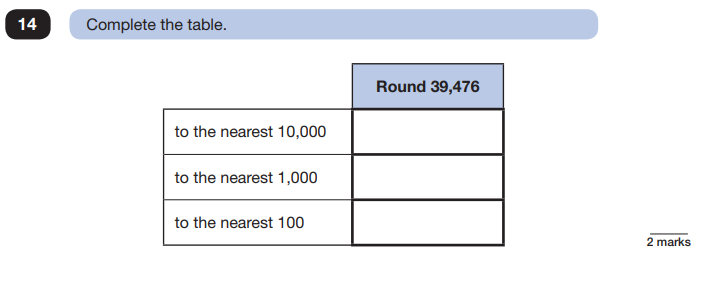 14
Complete the table.
Round 39,476
to the nearest 10,000
to the nearest 1,000
to the nearest 100
2 marks